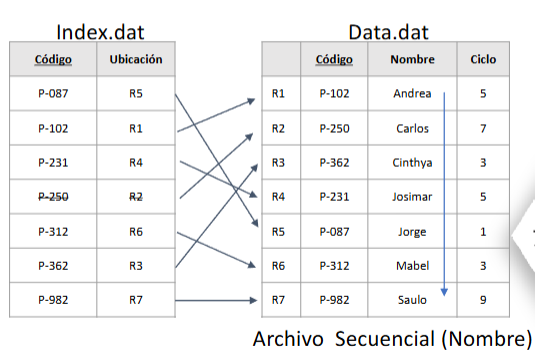 Index.dat
Código Ubicación
P-087 R5
P-102 R1
P-231 R4
P-250 R2
P-312 R6
P-362 R3
P-982 R7
Data.dat
Código Nombre Ciclo
R1 P-102 Andrea 5
R2 P-250 Carlos 7
R3 P-362 Cinthya 3
R4 P-231 Josimar 5
R5 P-087 Jorge 1
R6 P-312 Mabel 3
R7 P-982 Saulo 9
Archivo Secuencial (Nombre)